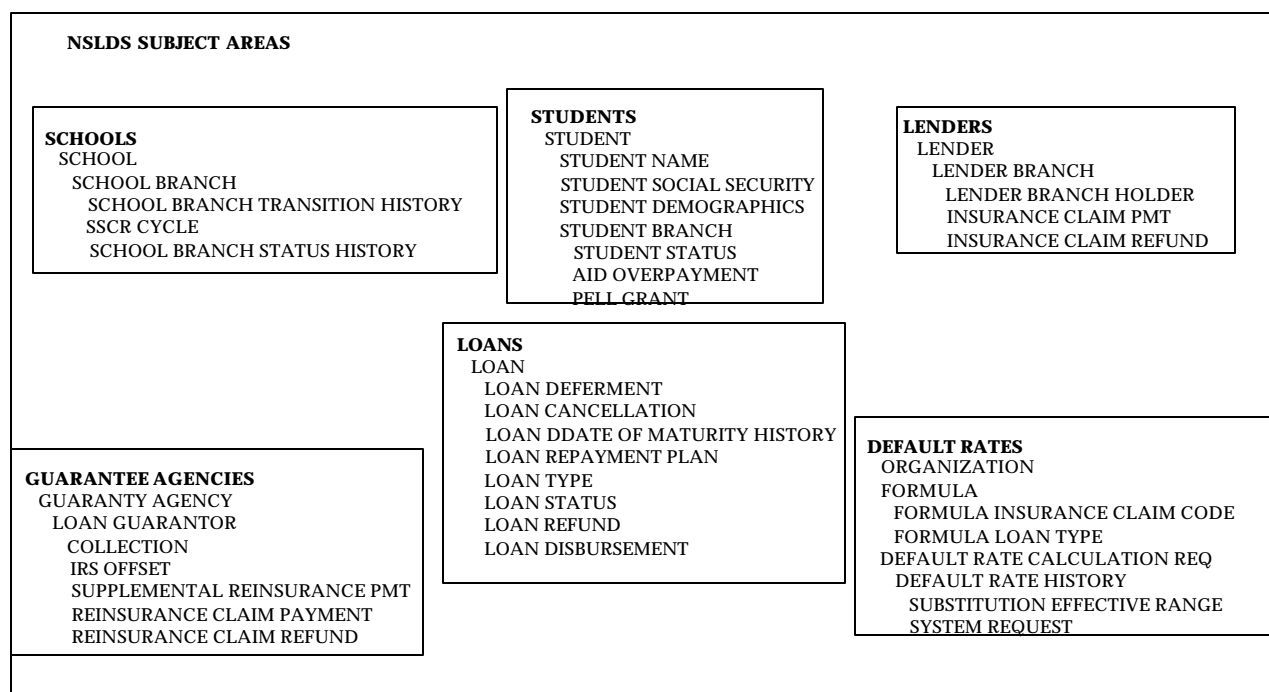 NSLDS SUBJECT AREAS
SCHOOLS
SCHOOL
SCHOOL BRANCH
SCHOOL BRANCH TRANSITION HISTORY
SSCR CYCLE
SCHOOL BRANCH STATUS HISTORY
STUDENTS
STUDENT
STUDENT NAME
STUDENT SOCIAL SECURITY
STUDENT DEMOGRAPHICS
STUDENT BRANCH
STUDENT STATUS
AID OVERPAYMENT
PELL GRANT
LENDERS
LENDER
LENDER BRANCH
LENDER BRANCH HOLDER
INSURANCE CLAIM PMT
INSURANCE CLAIM REFUND
GUARANTEE AGENCIES
GUARANTY AGENCY
LOAN GUARANTOR
COLLECTION
IRS OFFSET
SUPPLEMENTAL REINSURANCE PMT
REINSURANCE CLAIM PAYMENT
REINSURANCE CLAIM REFUND
LOANS
LOAN
LOAN DEFERMENT
LOAN CANCELLATION
LOAN DDATE OF MATURITY HISTORY
LOAN REPAYMENT PLAN
LOAN TYPE
LOAN STATUS
LOAN REFUND
LOAN DISBURSEMENT
DEFAULT RATES
ORGANIZATION
FORMULA
FORMULA INSURANCE CLAIM CODE
FORMULA LOAN TYPE
DEFAULT RATE CALCULATION REQ
DEFAULT RATE HISTORY
SUBSTITUTION EFFECTIVE RANGE
SYSTEM REQUEST